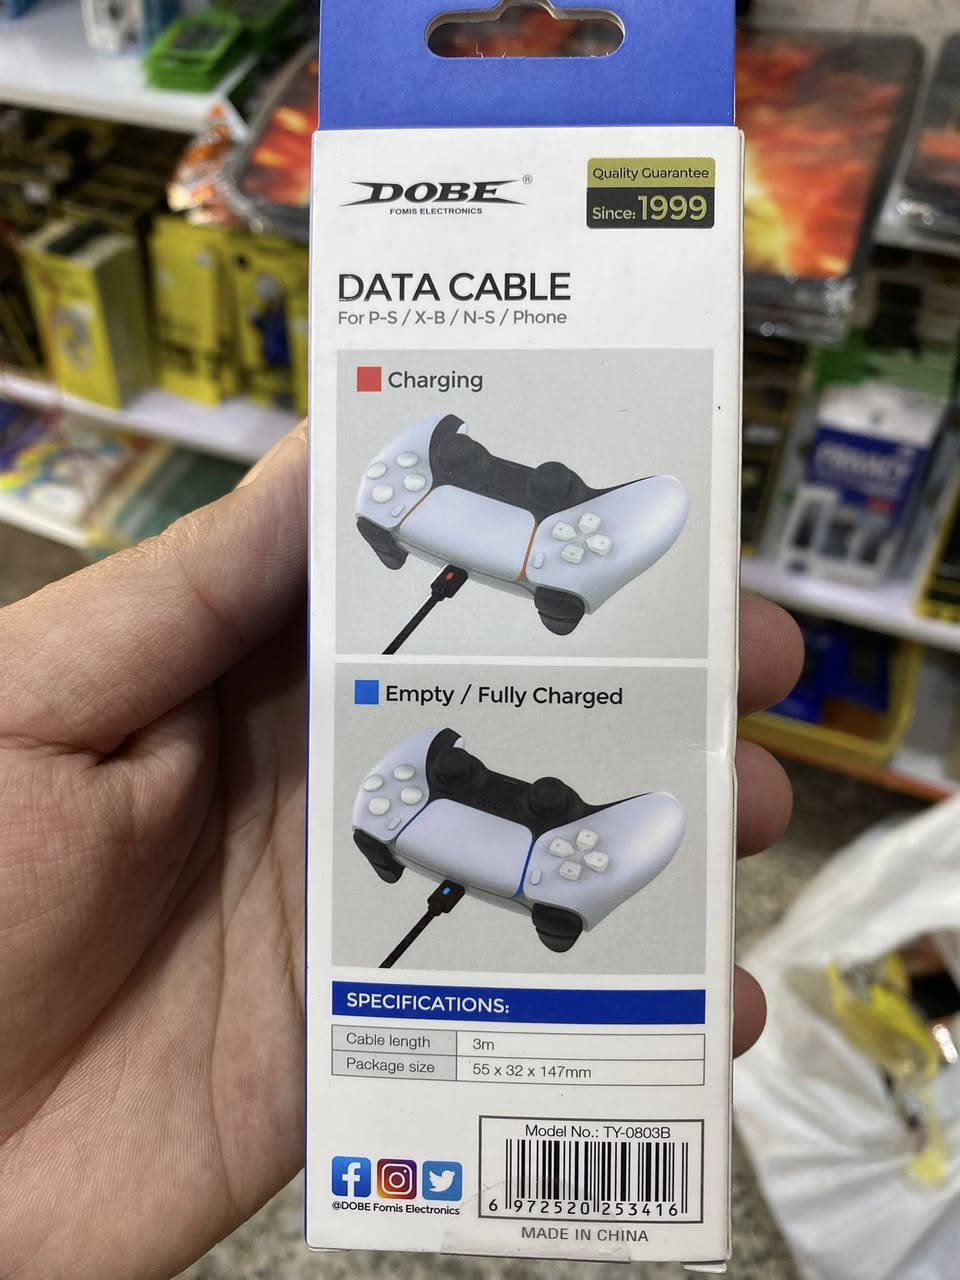 DOBE®
FOMIS ELECTRONICS
Quality Guarantee
Since: 1999
DATA CABLE
For P-S / X-B / N-S / Phone
Charging
Empty / Fully Charged
SPECIFICATIONS:
Cable length 3m
Package size 55 x 32 x 147mm
Model No.: TY-0803B
6 972520 253416
@DOBE Fomis Electronics
MADE IN CHINA
PRIVACY